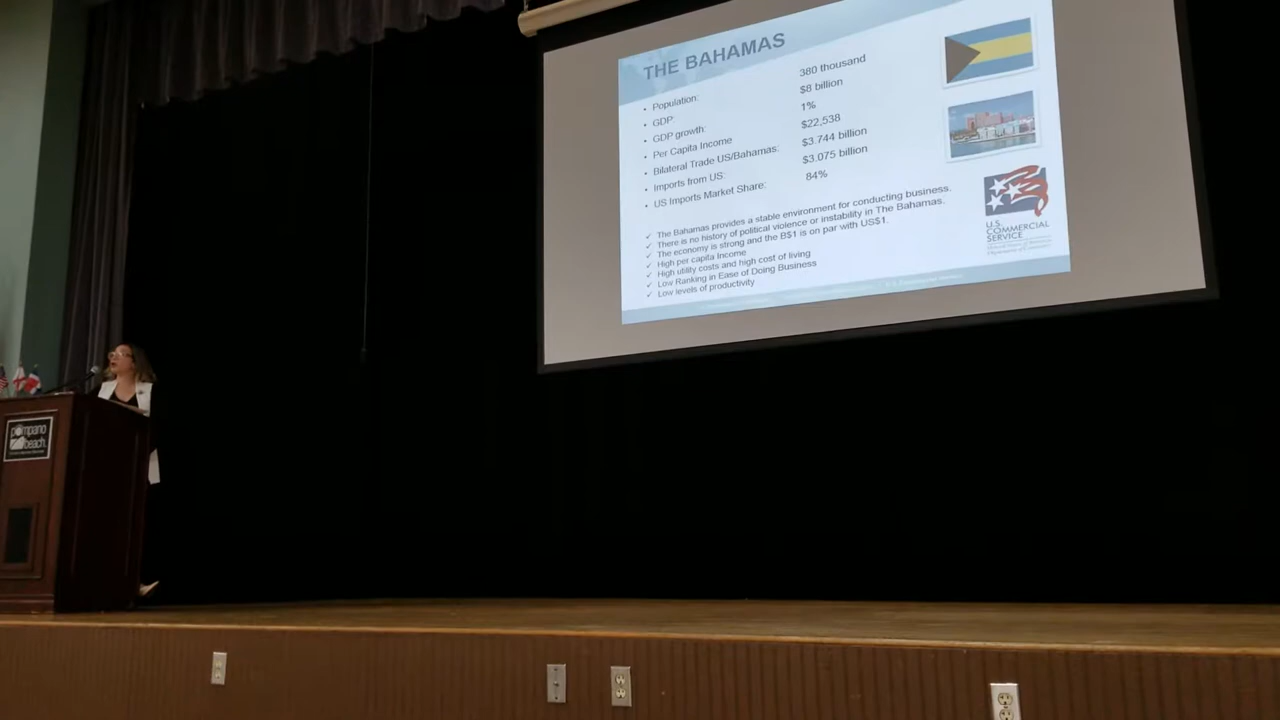 THE BAHAMAS
• Population: 380 thousand
• GDP: $8 billion
• GDP growth: 1%
• Per Capita Income $22,538
• Bilateral Trade US/Bahamas: $3.744 billion
• Imports from US: $3.075 billion
• US Imports Market Share: 84%
✓ The Bahamas provides a stable environment for conducting business.
✓ There is no history of political violence or instability in The Bahamas.
✓ The economy is strong and the B$1 is on par with US$1.
✓ High per capita Income
✓ High utility costs and high cost of living
✓ Low Ranking in Ease of Doing Business
✓ Low levels of productivity
U.S.
COMMERCIAL
SERVICE
pompano
beach